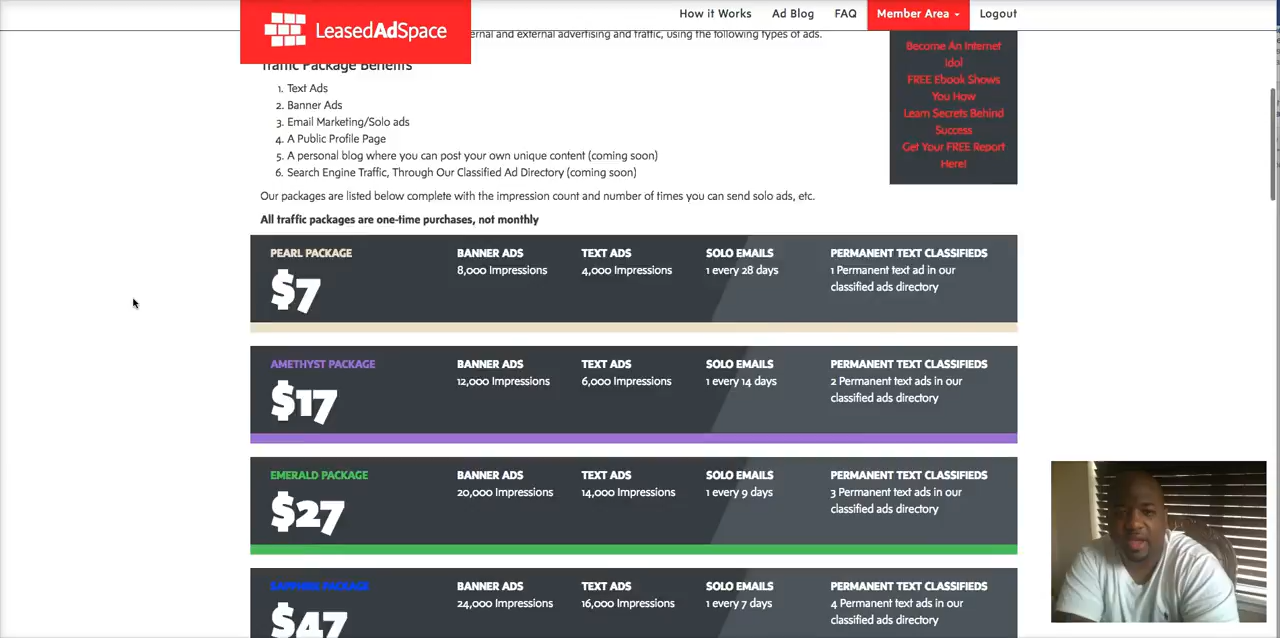 LeasedAdSpace
How it Works
Ad Blog
FAQ
Member Area
Logout
ernal and external advertising and traffic, using the following types of ads.
Traffic Package Benefits
1. Text Ads
2. Banner Ads
3. Email Marketing/Solo ads
4. A Public Profile Page
5. A personal blog where you can post your own unique content (coming soon)
6. Search Engine Traffic, Through Our Classified Ad Directory (coming soon)
Our packages are listed below complete with the impression count and number of times you can send solo ads, etc.
All traffic packages are one-time purchases, not monthly
Become An Internet
Idol
FREE Ebook Shows
You How
Learn Secrets Behind
Success
Get Your FREE Report
Here!
PEARL PACKAGE
$7
BANNER ADS
8,000 Impressions
TEXT ADS
4,000 Impressions
SOLO EMAILS
1 every 28 days
PERMANENT TEXT CLASSIFIEDS
1 Permanent text ad in our
classified ads directory
AMETHYST PACKAGE
$17
BANNER ADS
12,000 Impressions
TEXT ADS
6,000 Impressions
SOLO EMAILS
1 every 14 days
PERMANENT TEXT CLASSIFIEDS
2 Permanent text ads in our
classified ads directory
EMERALD PACKAGE
$27
BANNER ADS
20,000 Impressions
TEXT ADS
14,000 Impressions
SOLO EMAILS
1 every 9 days
PERMANENT TEXT CLASSIFIEDS
3 Permanent text ads in our
classified ads directory
SAPPHIRE PACKAGE
$47
BANNER ADS
24,000 Impressions
TEXT ADS
16,000 Impressions
SOLO EMAILS
1 every 7 days
PERMANENT TEXT CLASSIFIEDS
4 Permanent text ads in our
classified ads directory